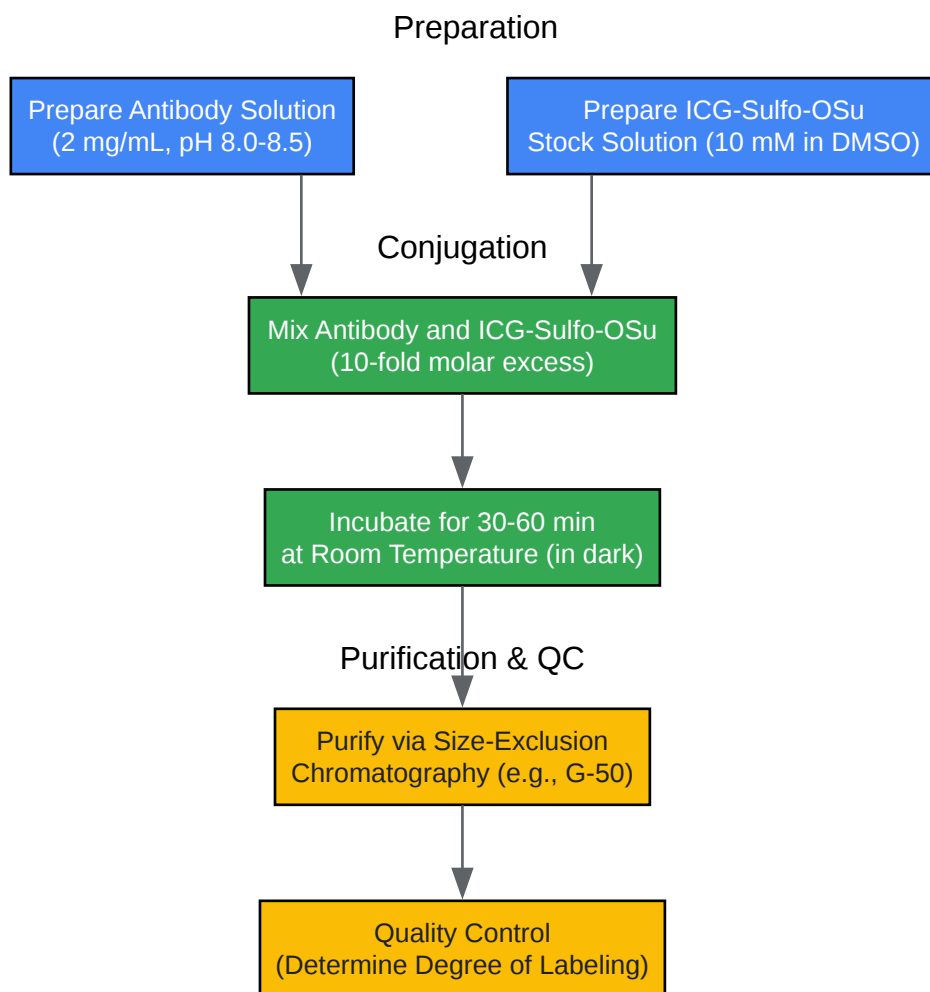 Preparation
Prepare Antibody Solution
(2 mg/mL, pH 8.0-8.5)
Prepare ICG-Sulfo-OSu
Stock Solution (10 mM in DMSO)
Conjugation
Mix Antibody and ICG-Sulfo-OSu
(10-fold molar excess)
Incubate for 30-60 min
at Room Temperature (in dark)
Purification & QC
Purify via Size-Exclusion
Chromatography (e.g., G-50)
Quality Control
(Determine Degree of Labeling)